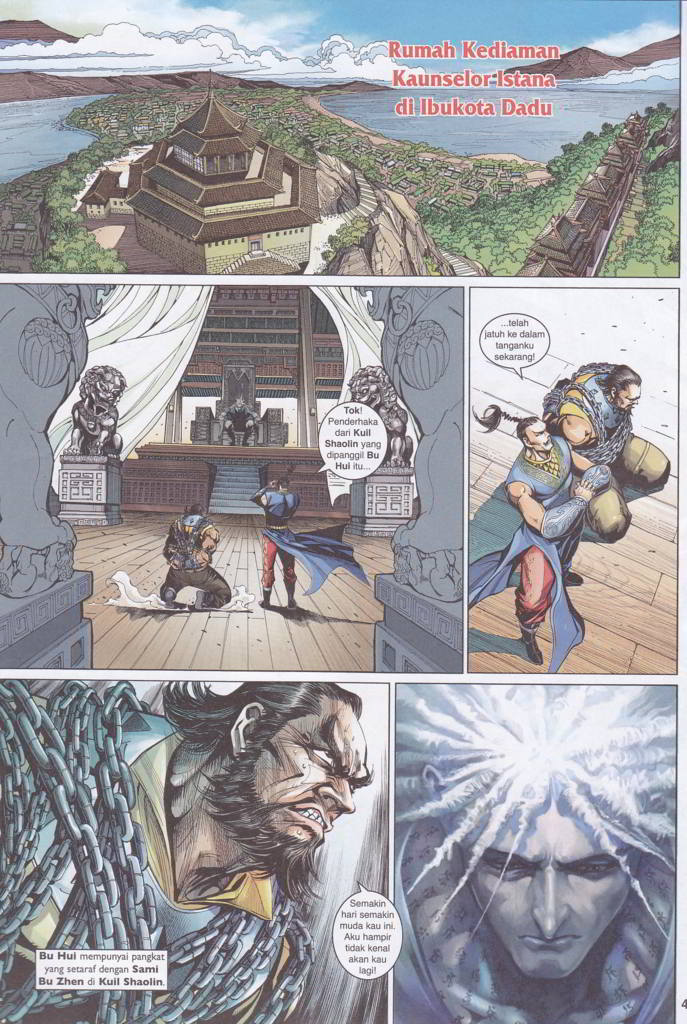 Rumah Kediaman
Kaunselor Istana
di Ibukota Dadu
Tok!
Penderhaka
dari Kuil
Shaolin yang
dipanggil Bu
Hui itu...
...telah
jatuh ke dalam
tanganku
sekarang!
Bu Hui mempunyai pangkat
yang setaraf dengan Sami
Bu Zhen di Kuil Shaolin.
Semakin
hari semakin
muda kau ini.
Aku hampir
tidak kenal
akan kau
lagi!
4